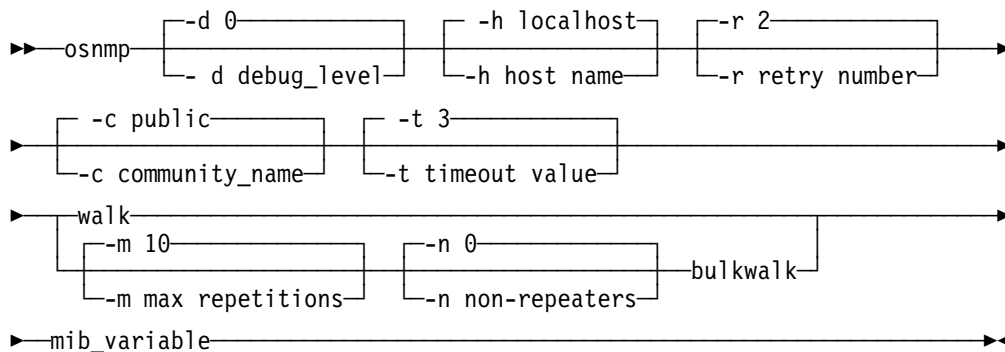 -d 0 -h localhost -r 2
osnmp - d debug_level -h host name -r retry number
-c public -t 3
-c community_name -t timeout value
walk
-m 10 -n 0
-m max repetitions -n non-repeaters bulkwalk
mib_variable